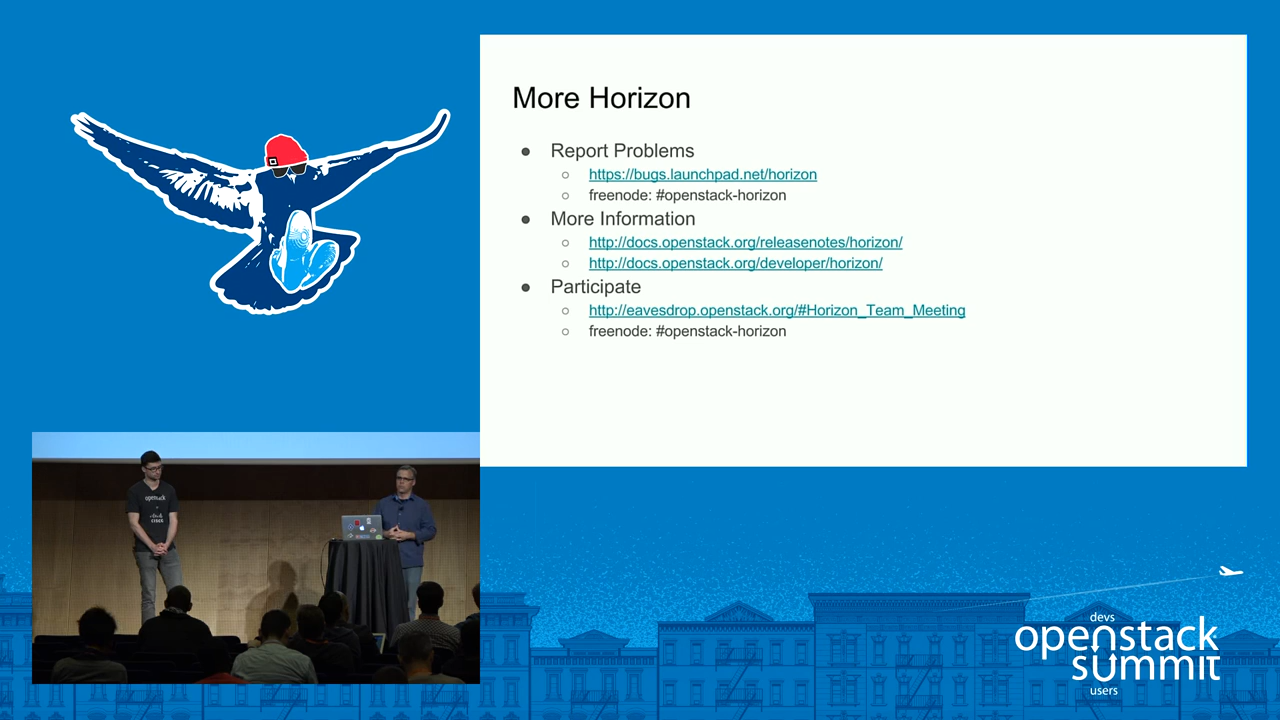 More Horizon
Report Problems
https://bugs.launchpad.net/horizon
freenode: #openstack-horizon
More Information
http://docs.openstack.org/releasenotes/horizon/
http://docs.openstack.org/developer/horizon/
Participate
http://eavesdrop.openstack.org/#Horizon_Team_Meeting
freenode: #openstack-horizon
openstack
devs
openstack
summit
users